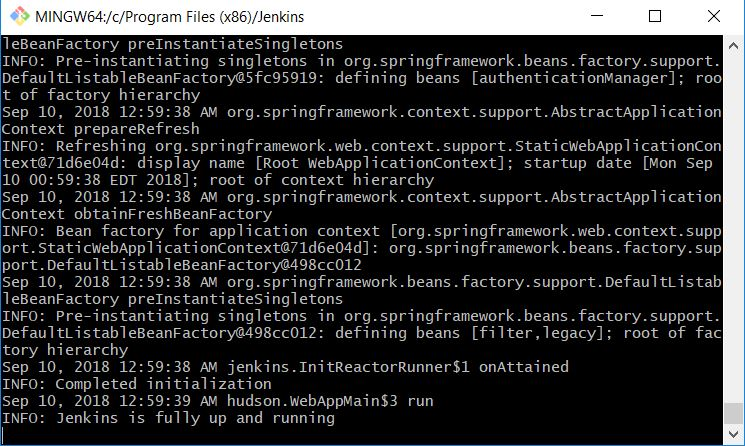 MINGW64:/c/Program Files (x86)/Jenkins
leBeanFactory preInstantiateSingletons
INFO: Pre-instantiating singletons in org.springframework.beans.factory.support.
DefaultListableBeanFactory@5fc95919: defining beans [authenticationManager]; roo
t of factory hierarchy
Sep 10, 2018 12:59:38 AM org.springframework.context.support.AbstractApplication
Context prepareRefresh
INFO: Refreshing org.springframework.web.context.support.StaticWebApplicationCon
text@71d6e04d: display name [Root WebApplicationContext]; startup date [Mon Sep
10 00:59:38 EDT 2018]; root of context hierarchy
Sep 10, 2018 12:59:38 AM org.springframework.context.support.AbstractApplication
Context obtainFreshBeanFactory
INFO: Bean factory for application context [org.springframework.web.context.supp
ort.StaticWebApplicationContext@71d6e04d]: org.springframework.beans.factory.sup
port.DefaultListableBeanFactory@498cc012
Sep 10, 2018 12:59:38 AM org.springframework.beans.factory.support.DefaultListab
leBeanFactory preInstantiateSingletons
INFO: Pre-instantiating singletons in org.springframework.beans.factory.support.
DefaultListableBeanFactory@498cc012: defining beans [filter,legacy]; root of fac
tory hierarchy
Sep 10, 2018 12:59:38 AM jenkins.InitReactorRunner$1 onAttained
INFO: Completed initialization
Sep 10, 2018 12:59:39 AM hudson.WebAppMain$3 run
INFO: Jenkins is fully up and running